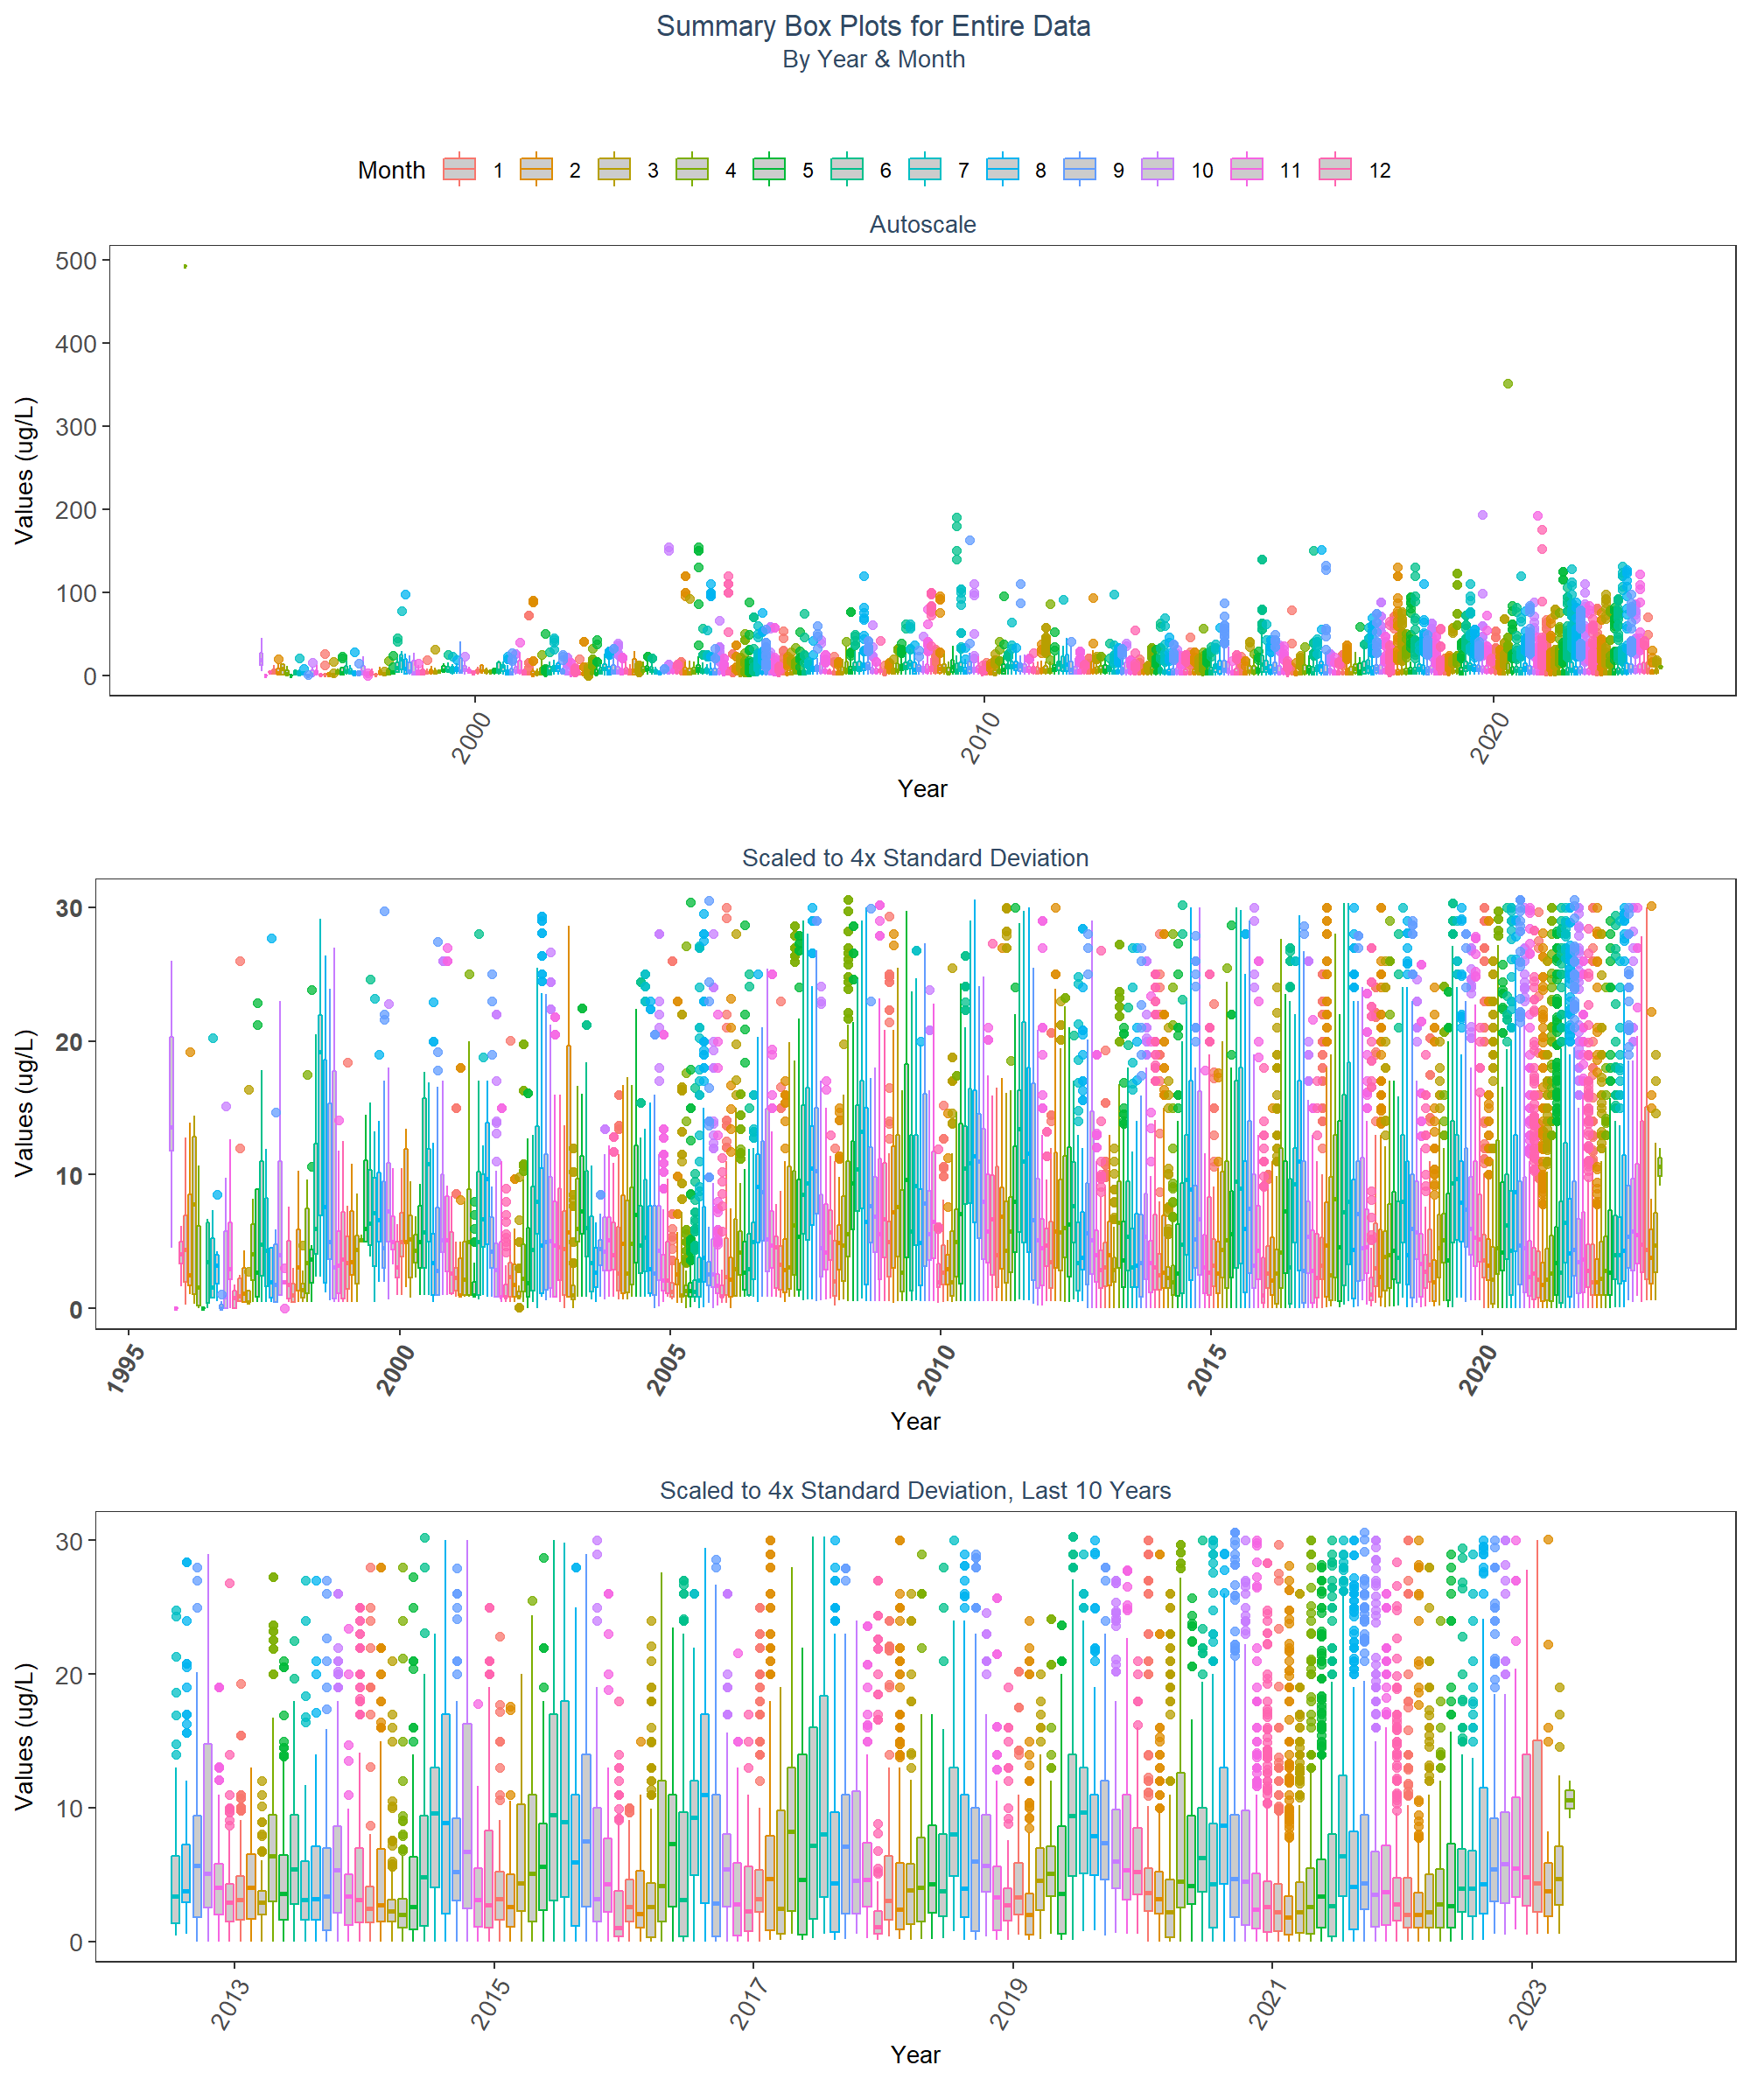 Summary Box Plots for Entire Data
By Year & Month
Month 1 2 3 4 5 6 7 8 9 10 11 12
Autoscale
Values (ug/L)
500
400
300
200
100
0
2000 2010 2020
Year
Scaled to 4x Standard Deviation
Values (ug/L)
30
20
10
0
1995 2000 2005 2010 2015 2020
Year
Scaled to 4x Standard Deviation, Last 10 Years
Values (ug/L)
30
20
10
0
2013 2015 2017 2019 2021 2023
Year